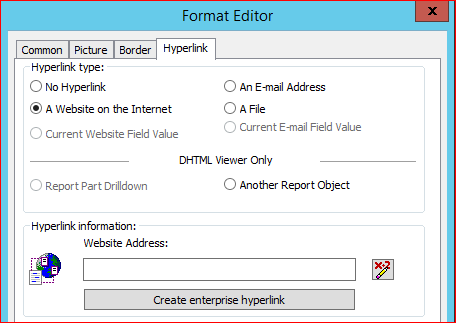 Format Editor
x
Common Picture Border Hyperlink
Hyperlink type:
No Hyperlink An E-mail Address
A Website on the Internet A File
Current Website Field Value Current E-mail Field Value
DHTML Viewer Only
Report Part Drilldown Another Report Object
Hyperlink information:
Website Address:
x+2
Create enterprise hyperlink